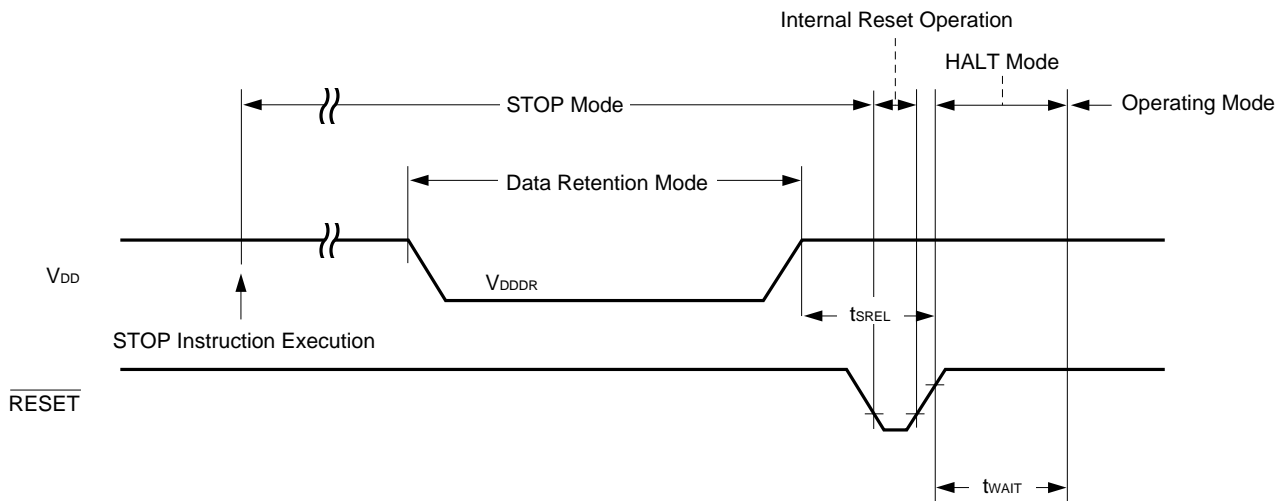 Internal Reset Operation
HALT Mode
STOP Mode
Operating Mode
Data Retention Mode
VDD
VDDDR
tSREL
STOP Instruction Execution
RESET
tWAIT